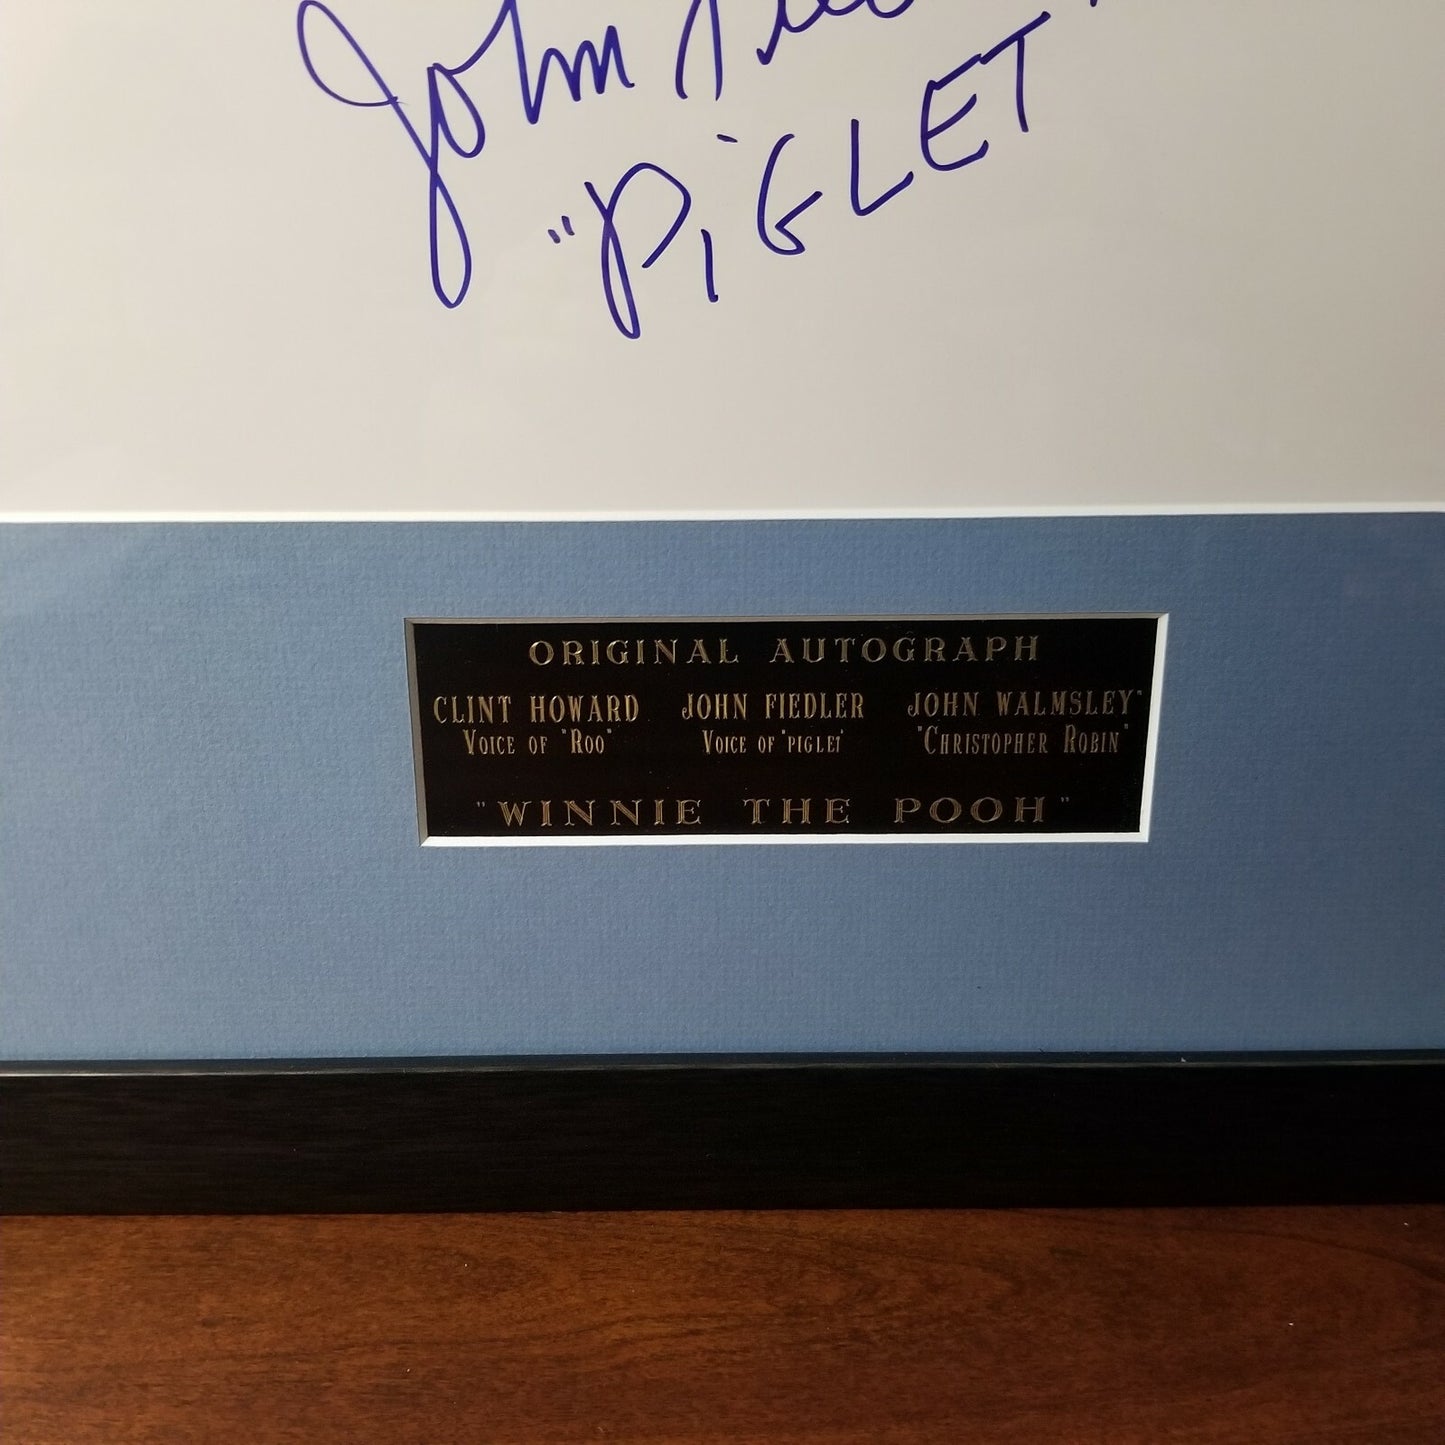 John
"PiGLET
ORIGINAL AUTOGRAPH
CLINT HOWARD JOHN FIEDLER JOHN WALMSLEY"
VOICE OF "ROO" VOICE OF "PIGLET" "CHRISTOPHER ROBIN"
"WINNIE THE POOH"